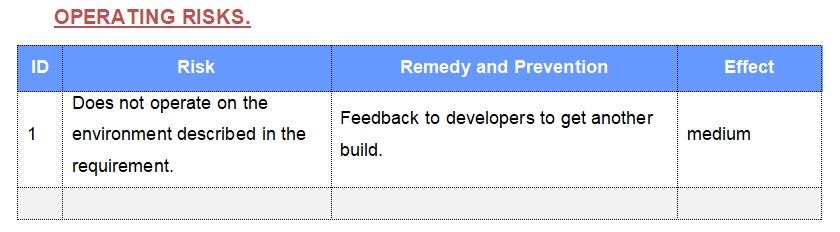 OPERATING RISKS.
ID Risk Remedy and Prevention Effect
1 Does not operate on the environment described in the requirement. Feedback to developers to get another build. medium